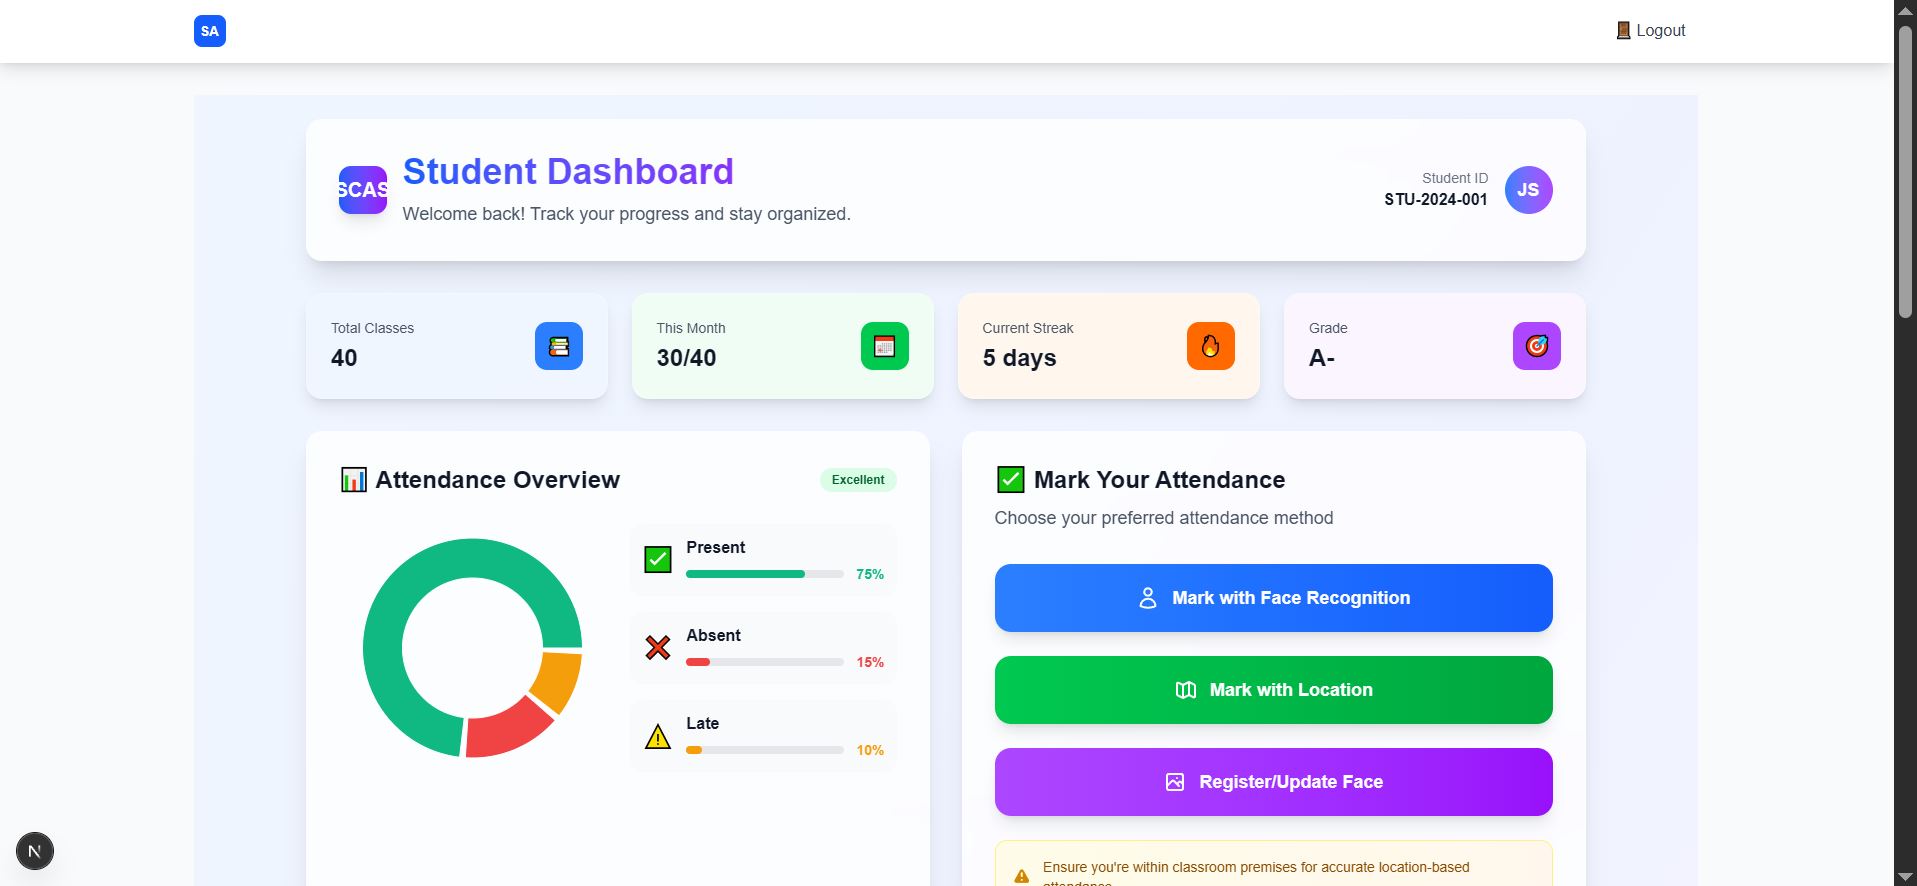 SA
Logout
SCAS
Student Dashboard
Welcome back! Track your progress and stay organized.
Student ID
STU-2024-001
JS
Total Classes
40
This Month
30/40
Current Streak
5 days
Grade
A-
Attendance Overview
Excellent
Present
75%
Absent
15%
Late
10%
Mark Your Attendance
Choose your preferred attendance method
Mark with Face Recognition
Mark with Location
Register/Update Face
Ensure you're within classroom premises for accurate location-based
attendance
N